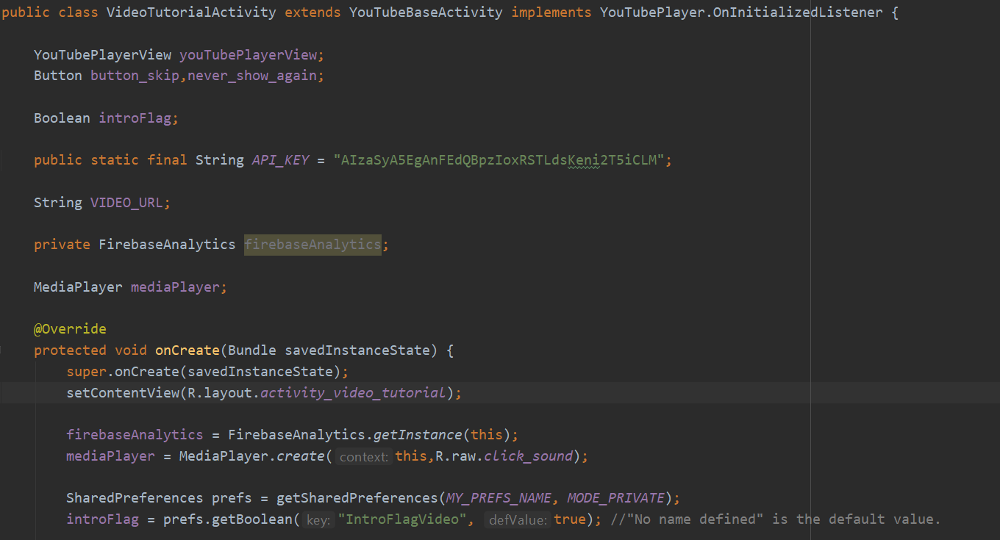 public class VideoTutorialActivity extends YouTubeBaseActivity implements YouTubePlayer.OnInitializedListener {
YouTubePlayerView youTubePlayerView;
Button button_skip,never_show_again;
Boolean introFlag;
public static final String API_KEY = "AIzaSyA5EgAnFEdQBpzIoxRSTLdsKeni2T5iCLM";
String VIDEO_URL;
private FirebaseAnalytics firebaseAnalytics;
MediaPlayer mediaPlayer;
@Override
protected void onCreate(Bundle savedInstanceState) {
super.onCreate(savedInstanceState);
setContentView(R.layout.activity_video_tutorial);
firebaseAnalytics = FirebaseAnalytics.getInstance(this);
mediaPlayer = MediaPlayer.create( context: this,R.raw.click_sound);
SharedPreferences prefs = getSharedPreferences(MY_PREFS_NAME, MODE_PRIVATE);
introFlag = prefs.getBoolean( key: "IntroFlagVideo", defValue: true); //"No name defined" is the default value.